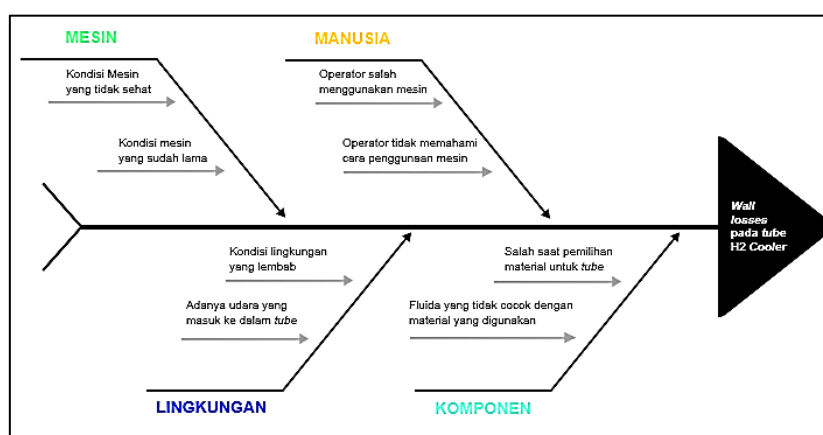 MESIN
Kondisi Mesin
yang tidak sehat
Kondisi mesin
yang sudah lama
MANUSIA
Operator salah
menggunakan mesin
Operator tidak memahami
cara penggunaan mesin
Wall
losses
pada tube
H2 Cooler
Kondisi lingkungan
yang lembab
Adanya udara yang
masuk ke dalam tube
LINGKUNGAN
Salah saat pemilihan
material untuk tube
Fluida yang tidak cocok dengan
material yang digunakan
KOMPONEN